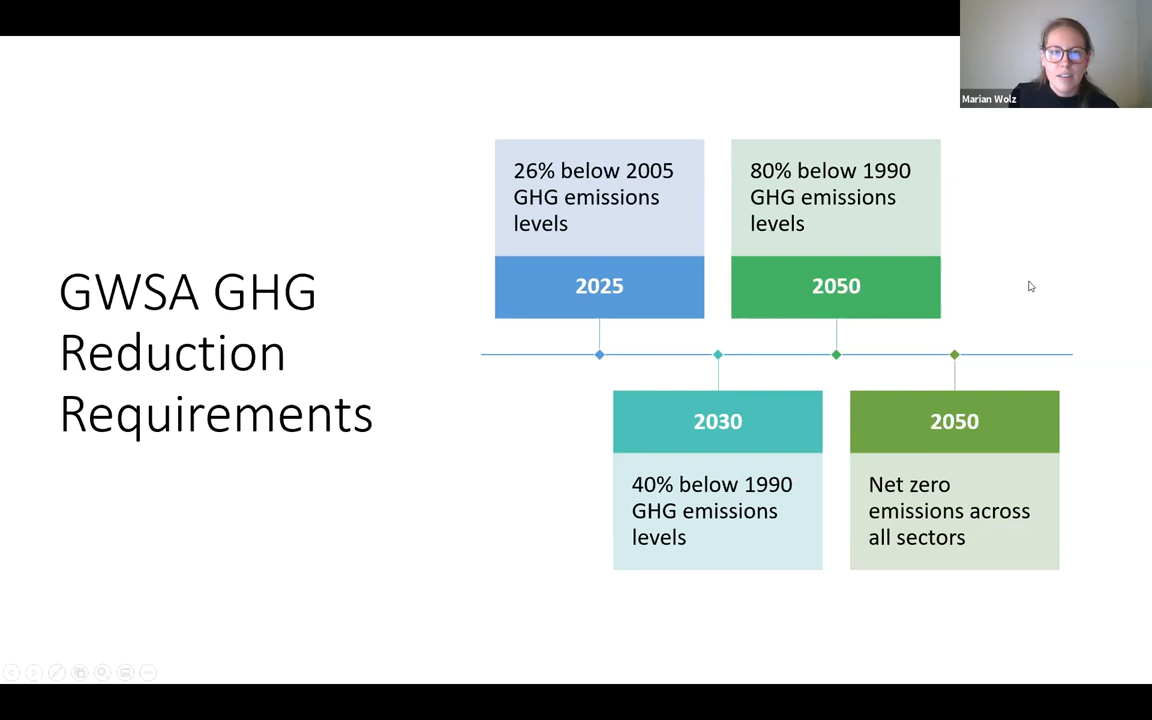 Marian Wolz
GWSA GHG
Reduction
Requirements
26% below 2005
GHG emissions
levels
2025
80% below 1990
GHG emissions
levels
2050
2030
40% below 1990
GHG emissions
levels
2050
Net zero
emissions across
all sectors